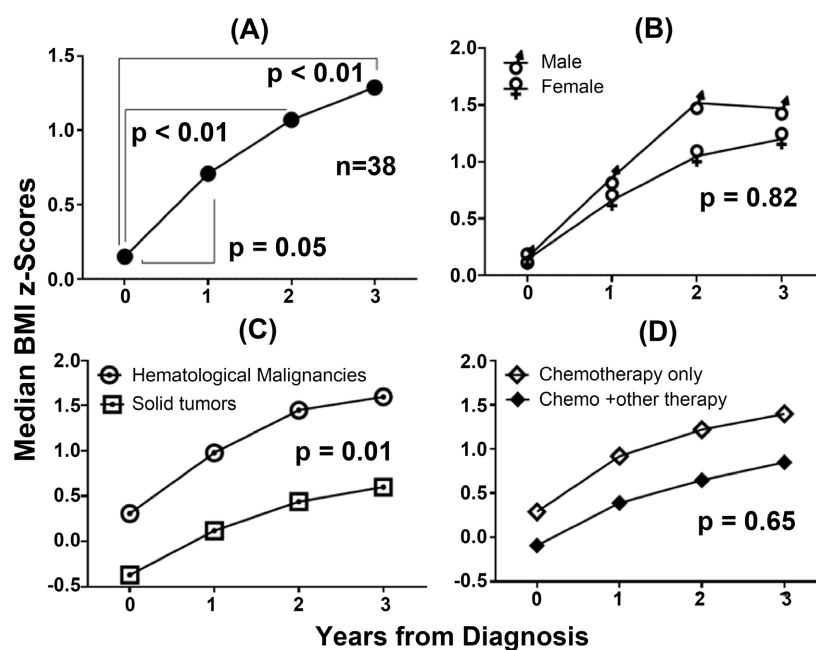 (A)
Median BMI z-Scores
1.5
1.0
0.5
0.0
p < 0.01
p < 0.01
n=38
p = 0.05
0 1 2 3
(B)
2.0
1.5
1.0
0.5
0.0
Male
Female
p = 0.82
0 1 2 3
(C)
2.0
1.5
1.0
0.5
0.0
-0.5
Hematological Malignancies
Solid tumors
p = 0.01
0 1 2 3
(D)
2.0
1.5
1.0
0.5
0.0
-0.5
Chemotherapy only
Chemo +other therapy
p = 0.65
0 1 2 3
Years from Diagnosis